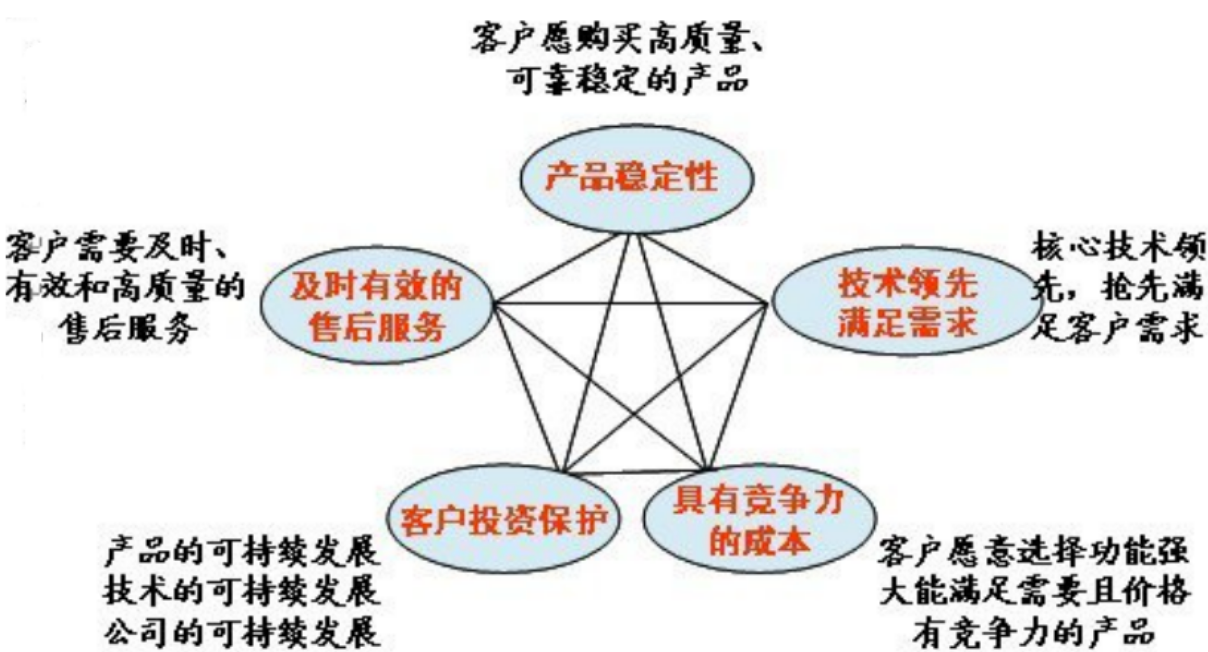 客户愿购买高质量、
可靠稳定的产品
产品稳定性
客户需要及时、
有效和高质量的
售后服务
及时有效的
售后服务
技术领先
满足需求
核心技术领
先，抢先满
足客户需求
客户投资保护
产品的可持续发展
技术的可持续发展
公司的可持续发展
具有竞争力
的成本
客户愿意选择功能强
大能满足需要且价格
有竞争力的产品